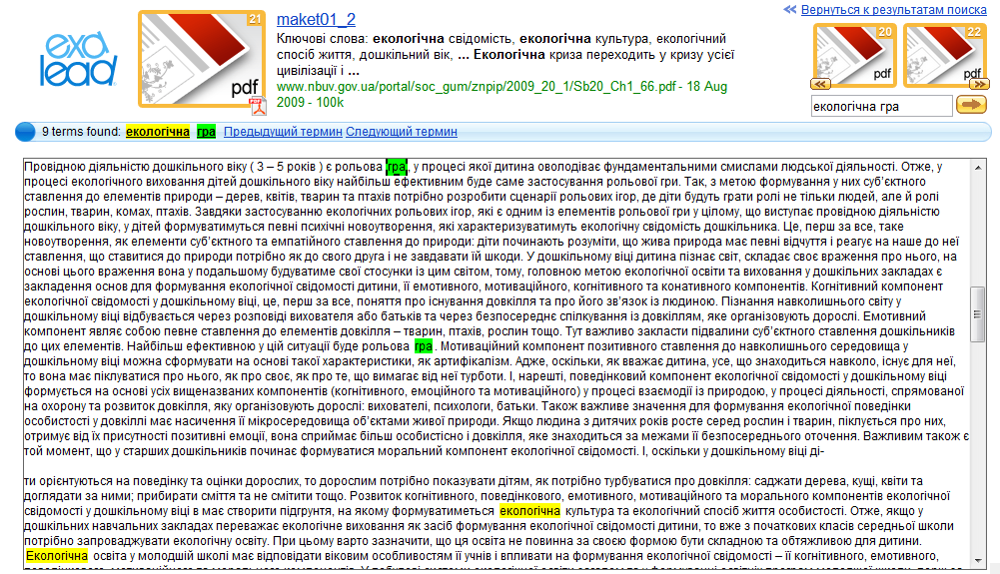 Вернуться к результатам поиска
exa
lead
21
pdf
maket01_2
Ключові слова: екологічна свідомість, екологічна культура, екологічний
спосіб життя, дошкільний вік, ... Екологічна криза переходить у кризу усієї
цивілізації і ...
www.nbuv.gov.ua/portal/soc_gum/znpip/2009_20_1/Sb20_Ch1_66.pdf - 18 Aug
2009 - 100k
20
pdf
22
pdf
екологічна гра
9 terms found: екологічна гра Предыдущий термин Следующий термин
Провідною діяльністю дошкільного віку ( 3 – 5 років ) є рольова гра, у процесі якої дитина оволодіває фундаментальними смислами людської діяльності. Отже, у
процесі екологічного виховання дітей дошкільного віку найбільш ефективним буде саме застосування рольової гри. Так, з метою формування у них суб’єктного
ставлення до елементів природи – дерев, квітів, тварин та птахів потрібно розробити сценарії рольових ігор, де діти будуть грати ролі не тільки людей, але й ролі
рослин, тварин, комах, птахів. Завдяки застосуванню екологічних рольових ігор, які є одним із елементів рольової гри у цілому, що виступає провідною діяльністю
дошкільного віку, у дітей формуватимуться певні психічні новоутворення, які характеризуватимуть екологічну свідомість дошкільника. Це, перш за все, таке
новоутворення, як елементи суб’єктного та емпатійного ставлення до природи: діти починають розуміти, що жива природа має певні відчуття і реагує на наше до неї
ставлення, що ставитися до природи потрібно як до свого друга і не завдавати їй шкоди. У дошкільному віці дитина пізнає світ, складає своє враження про нього, на
основі цього враження вона у подальшому будуватиме свої стосунки із цим світом, тому, головною метою екологічної освіти та виховання у дошкільних закладах є
закладення основ для формування екологічної свідомості дитини, її емотивного, мотиваційного, когнітивного та конативного компонентів. Когнітивний компонент
екологічної свідомості у дошкільному віці, це, перш за все, поняття про існування довкілля та про його зв’язок із людиною. Пізнання навколишнього світу у
дошкільному віці відбувається через розповіді вихователя або батьків та через безпосереднє спілкування із довкіллям, яке організовують дорослі. Емотивний
компонент являє собою певне ставлення до елементів довкілля – тварин, птахів, рослин тощо. Тут важливо закласти підвалини суб’єктного ставлення дошкільників
до цих елементів. Найбільш ефективною у цій ситуації буде рольова гра. Мотиваційний компонент позитивного ставлення до навколишнього середовища у
дошкільному віці можна сформувати на основі такої характеристики, як артифікалізм. Адже, оскільки, як вважає дитина, усе, що знаходиться навколо, існує для неї,
то вона має піклуватися про нього, як про своє, як про те, що вимагає від неї турботи. І, нарешті, поведінковий компонент екологічної свідомості у дошкільному віці
формується на основі усіх вищеназваних компонентів (когнітивного, емоційного та мотиваційного) у процесі взаємодії із природою, у процесі діяльності, спрямованої
на охорону та розвиток довкілля, яку організовують дорослі: вихователі, психологи, батьки. Також важливе значення для формування екологічної поведінки
особистості у довкіллі має насичення її мікросередовища об’єктами живої природи. Якщо людина з дитячих років росте серед рослин і тварин, піклується про них,
отримує від їх присутності позитивні емоції, вона сприймає більш особистісно і довкілля, яке знаходиться за межами її безпосереднього оточення. Важливим також є
той момент, що у старших дошкільників починає формуватися моральний компонент екологічної свідомості. І, оскільки у дошкільному віці ді-
ти орієнтуються на поведінку та оцінки дорослих, то дорослим потрібно показувати дітям, як потрібно турбуватися про довкілля: саджати дерева, кущі, квіти та
доглядати за ними; прибирати сміття та не смітити тощо. Розвиток когнітивного, поведінкового, емотивного, мотиваційного та морального компонентів екологічної
свідомості у дошкільному віці в має створити підґрунтя, на якому формуватиметься екологічна культура та екологічний спосіб життя особистості. Отже, якщо у
дошкільних навчальних закладах переважає екологічне виховання як засіб формування екологічної свідомості дитини, то вже з початкових класів середньої школи
потрібно запроваджувати екологічну освіту. При цьому варто зазначити, що ця освіта не повинна за своєю формою бути складною та обтяжливою для дитини.
Екологічна освіта у молодшій школі має відповідати віковим особливостям її учнів і впливати на формування екологічної свідомості – її когнітивного, емотивного,